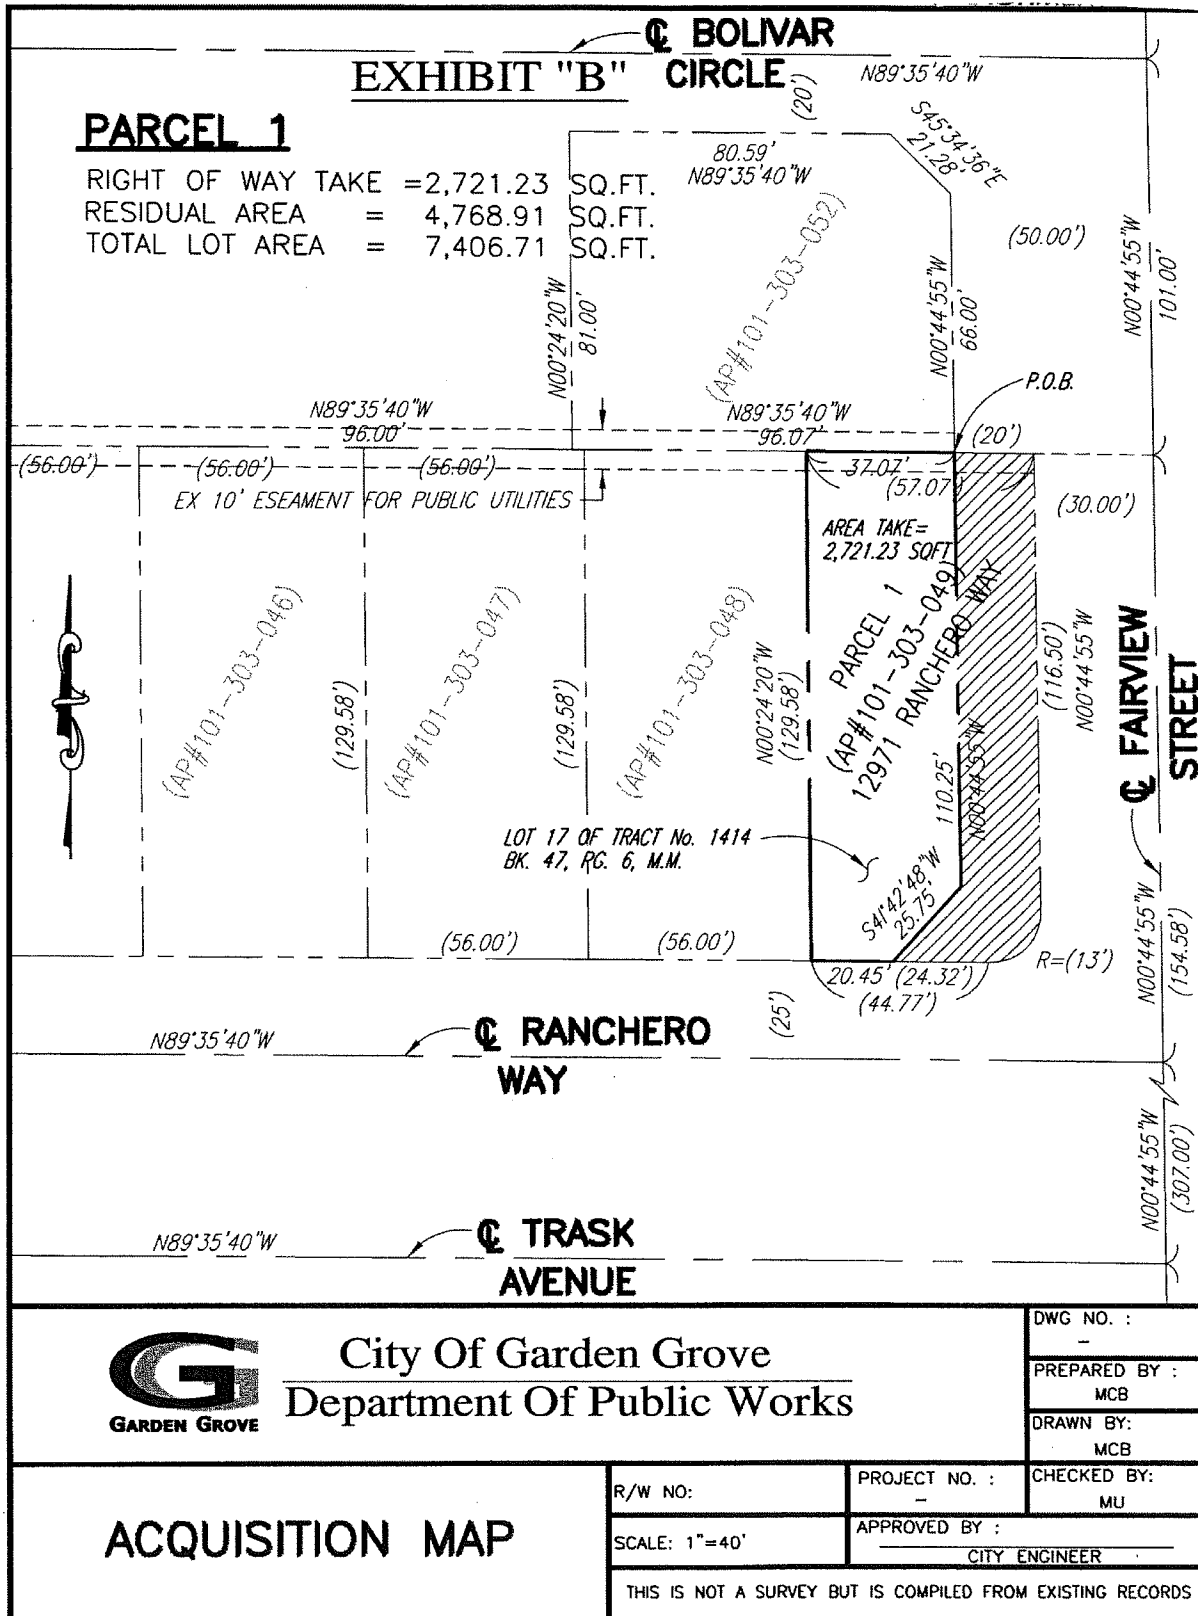 ℄ BOLIVAR
CIRCLE
EXHIBIT "B"
N89°35'40"W
(20')
PARCEL 1
S45°34'36"E
21.28'
80.59'
N89°35'40"W
RIGHT OF WAY TAKE =2,721.23 SQ.FT.
RESIDUAL AREA = 4,768.91 SQ.FT.
TOTAL LOT AREA = 7,406.71 SQ.FT.
(50.00')
N00°44'55"W
101.00'
(AP#101-303-052)
N00°24'20"W
81.00'
N00°44'55"W
66.00'
P.O.B.
N89°35'40"W
96.00'
N89°35'40"W
96.07'
(20')
(56.00')
(56.00')
(56.00')
37.07'
(57.07')
EX 10' ESEAMENT FOR PUBLIC UTILITIES
(30.00')
AREA TAKE=
2,721.23 SQFT
PARCEL 1
(AP#101-303-049)
12971 RANCHERO WAY
(AP#101-303-046)
(129.58')
(AP#101-303-047)
(129.58')
(AP#101-303-048)
N00°24'20"W
(129.58')
110.25'
N00°44'55"W
(116.50')
N00°44'55"W
℄ FAIRVIEW
STREET
LOT 17 OF TRACT No. 1414
BK. 47, RG. 6, M.M.
S41°42'48"W
25.75'
(56.00')
(56.00')
N00°44'55"W
(154.58')
R=(13')
20.45' (24.32')
(44.77')
(25')
N89°35'40"W
℄ RANCHERO
WAY
N00°44'55"W
(307.00')
N89°35'40"W
℄ TRASK
AVENUE
City Of Garden Grove
Department Of Public Works
GARDEN GROVE
DWG NO. :
-
PREPARED BY :
MCB
DRAWN BY:
MCB
ACQUISITION MAP
R/W NO:
PROJECT NO. :
-
CHECKED BY:
MU
SCALE: 1"=40'
APPROVED BY :
CITY ENGINEER
THIS IS NOT A SURVEY BUT IS COMPILED FROM EXISTING RECORDS